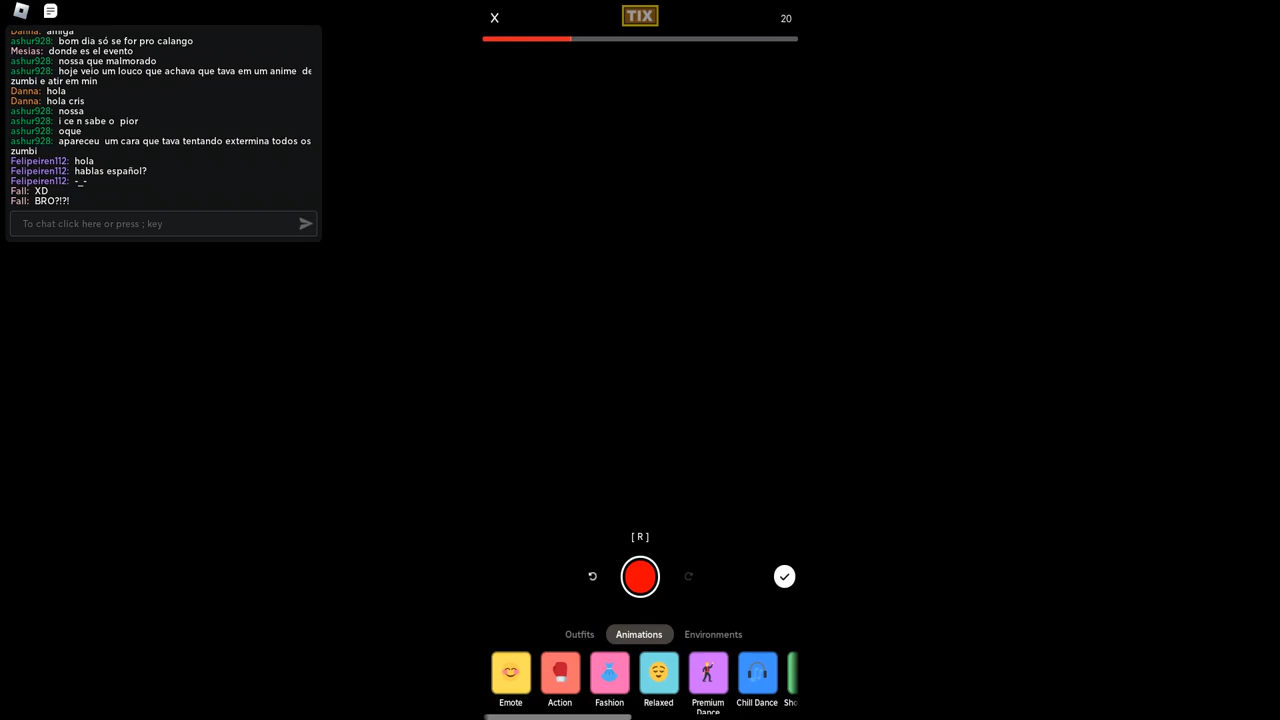 Danna: amiga
ashur928: bom dia só se for pro calango
Mesias: donde es el evento
ashur928: nossa que malmorado
ashur928: hoje veio um louco que achava que tava em um anime de
zumbi e atir em min
Danna: hola
Danna: hola cris
ashur928: nossa
ashur928: i ce n sabe o pior
ashur928: oque
ashur928: apareceu um cara que tava tentando extermina todos os
zumbi
Felipeiren112: hola
Felipeiren112: hablas español?
Felipeiren112: -_-
Fall: XD
Fall: BRO?!?!
To chat click here or press ; key
X
TIX
20
[ R ]
Outfits
Animations
Environments
Emote
Action
Fashion
Relaxed
Premium
Dance
Chill Dance
Sho